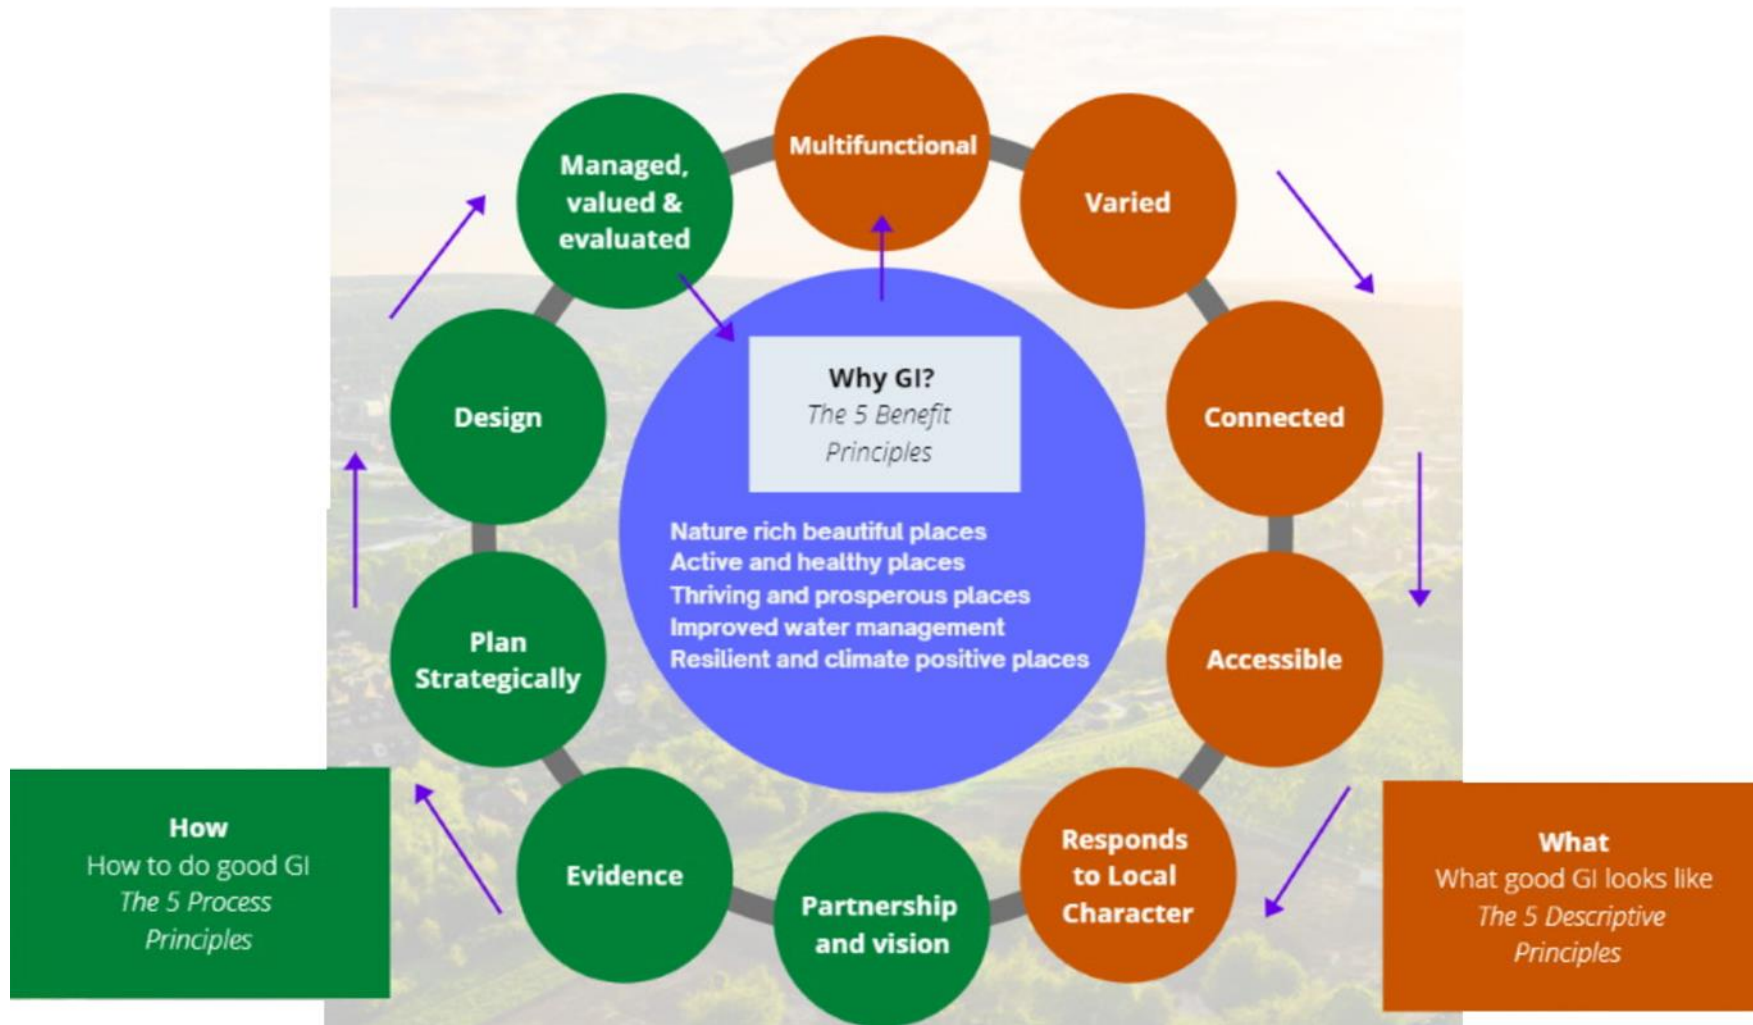 Multifunctional
Varied
Connected
Accessible
Responds
to Local
Character
Partnership
and vision
Evidence
Plan
Strategically
Design
Managed,
valued &
evaluated
Why GI?
The 5 Benefit
Principles
Nature rich beautiful places
Active and healthy places
Thriving and prosperous places
Improved water management
Resilient and climate positive places
How
How to do good GI
The 5 Process
Principles
What
What good GI looks like
The 5 Descriptive
Principles